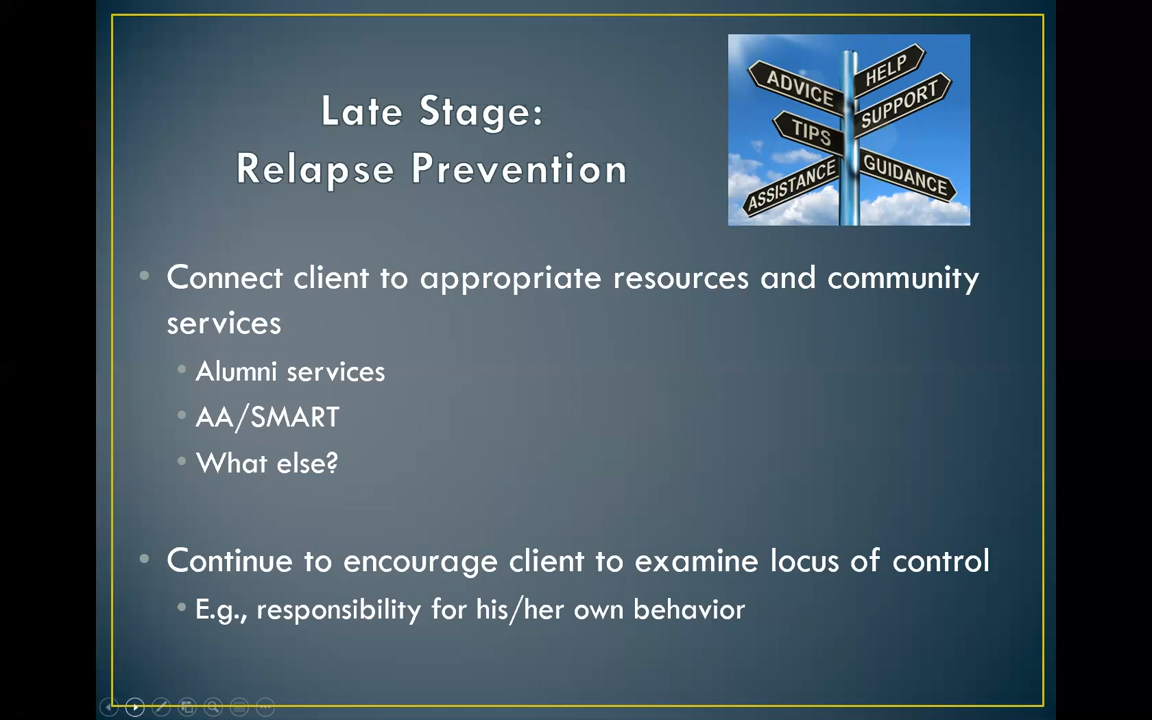 Late Stage:
Relapse Prevention
ADVICE
HELP
SUPPORT
TIPS
GUIDANCE
ASSISTANCE
• Connect client to appropriate resources and community
services
• Alumni services
• AA/SMART
• What else?
• Continue to encourage client to examine locus of control
• E.g., responsibility for his/her own behavior